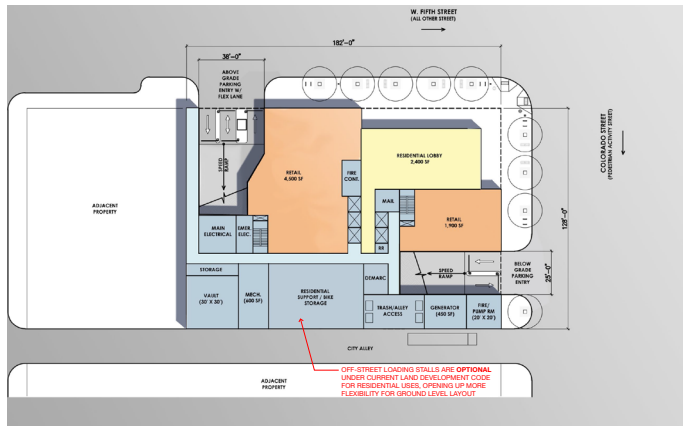 W. FIFTH STREET
(ALL OTHER STREET)
182'-0"
38'-0"
ABOVE
GRADE
PARKING
ENTRY W/
FLEX LANE
SPEED
RAMP
RETAIL
4,500 SF
RESIDENTIAL LOBBY
2,400 SF
FIRE
CONT.
MAIL
RETAIL
1,900 SF
COLORADO STREET
(PEDESTRIAN ACTIVITY STREET)
125'-0"
ADJACENT
PROPERTY
MAIN
ELECTRICAL
EMER.
ELEC.
RR
STORAGE
VAULT
(30' X 30')
MECH.
(600 SF)
RESIDENTIAL
SUPPORT / BIKE
STORAGE
DEMARC
SPEED
RAMP
BELOW
GRADE
PARKING
ENTRY
25'-0"
TRASH/ALLEY
ACCESS
GENERATOR
(400 SF)
FIRE/
PUMP RM
(20' X 20')
CITY ALLEY
OFF-STREET LOADING STALLS ARE OPTIONAL
UNDER CURRENT LAND DEVELOPMENT CODE
FOR RESIDENTIAL USES, OPENING UP MORE
FLEXIBILITY FOR GROUND LEVEL LAYOUT
ADJACENT
PROPERTY